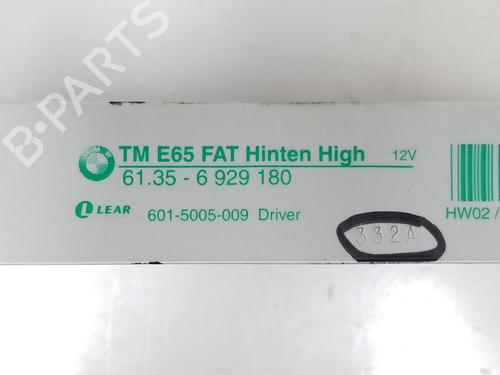 B-PARTS
TM E65 FAT Hinten High 12V
61.35 - 6 929 180
LEAR
601-5005-009 Driver
332A
HW02 /